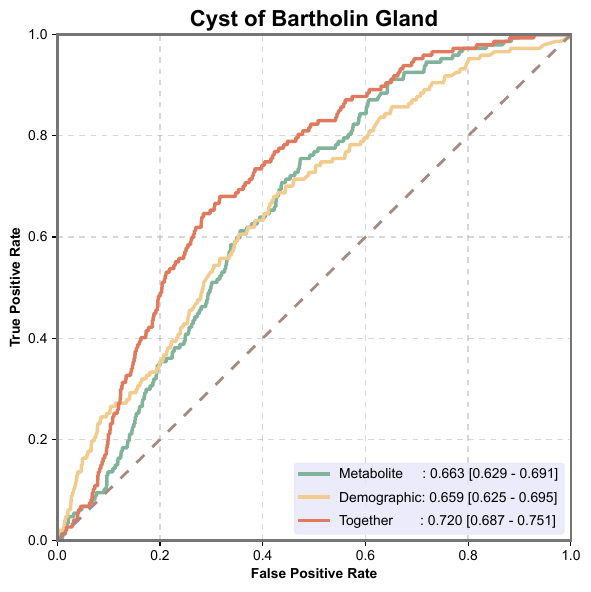 Cyst of Bartholin Gland
True Positive Rate
1.0
0.8
0.6
0.4
0.2
0.0
Metabolite : 0.663 [0.629 - 0.691]
Demographic: 0.659 [0.625 - 0.695]
Together : 0.720 [0.687 - 0.751]
0.0 0.2 0.4 0.6 0.8 1.0
False Positive Rate